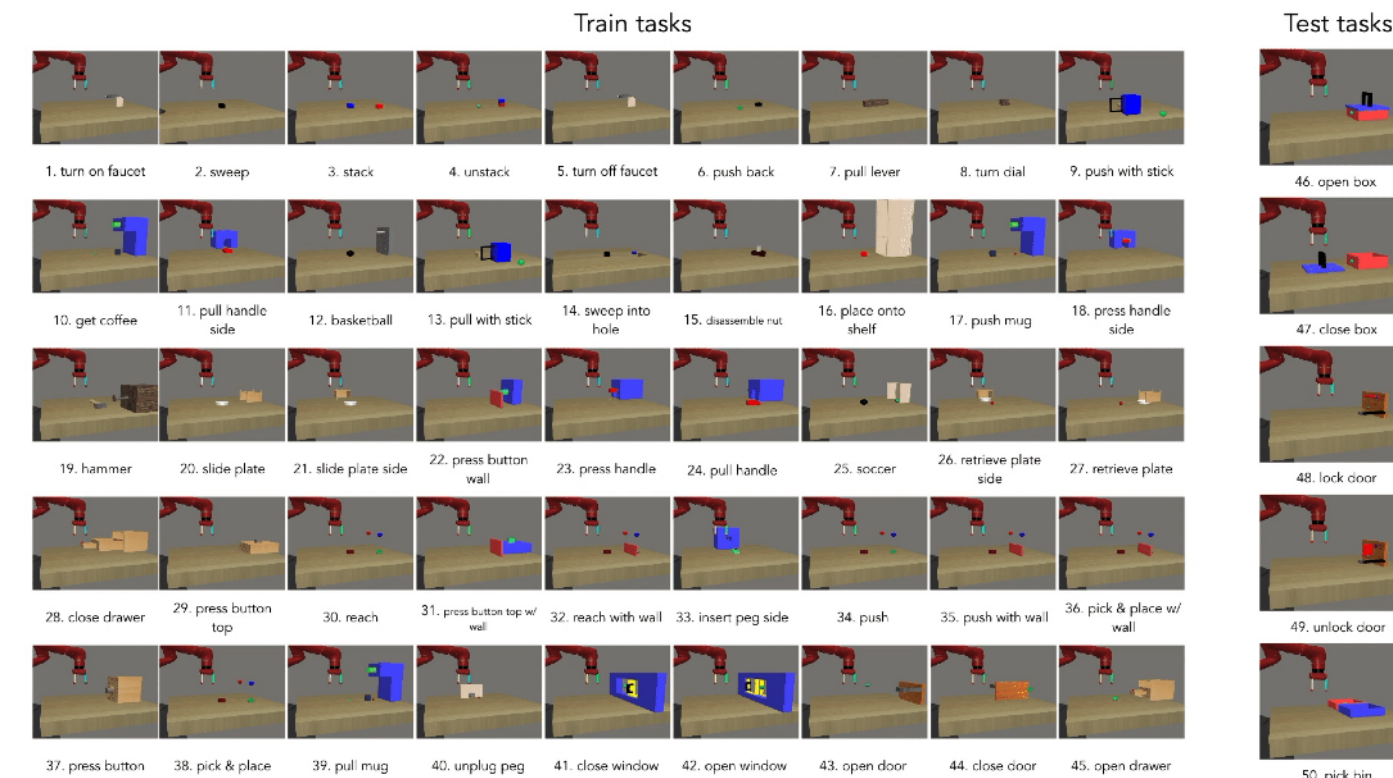 Train tasks
Test tasks
1. turn on faucet
2. sweep
3. stack
4. unstack
5. turn off faucet
6. push back
7. pull lever
8. turn dial
9. push with stick
46. open box
10. get coffee
11. pull handle
side
12. basketball
13. pull with stick
14. sweep into
hole
15. disassemble nut
16. place onto
shelf
17. push mug
18. press handle
side
47. close box
19. hammer
20. slide plate
21. slide plate side
22. press button
wall
23. press handle
24. pull handle
25. soccer
26. retrieve plate
side
27. retrieve plate
48. lock door
28. close drawer
29. press button
top
30. reach
31. press button top w/
wall
32. reach with wall
33. insert peg side
34. push
35. push with wall
36. pick & place w/
wall
49. unlock door
37. press button
38. pick & place
39. pull mug
40. unplug peg
41. close window
42. open window
43. open door
44. close door
45. open drawer
50. pick bin